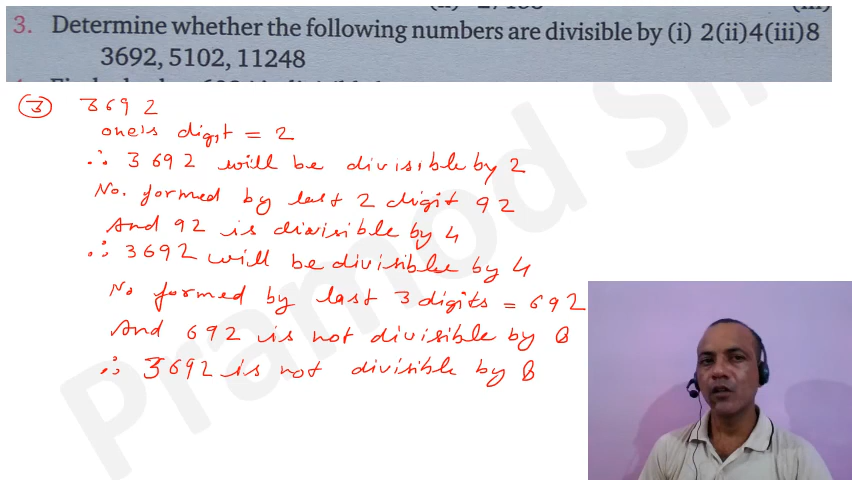 3. Determine whether the following numbers are divisible by (i) 2(ii)4(iii)8
3692, 5102, 11248
3 3692
one's digit = 2
∴ 3692 will be divisible by 2
No. formed by last 2 digit 92
And 92 is divisible by 4
∴ 3692 will be divisible by 4
No formed by last 3 digits = 692
And 692 is not divisible by 8
∴ 3692 is not divisible by 8
Pramod Si